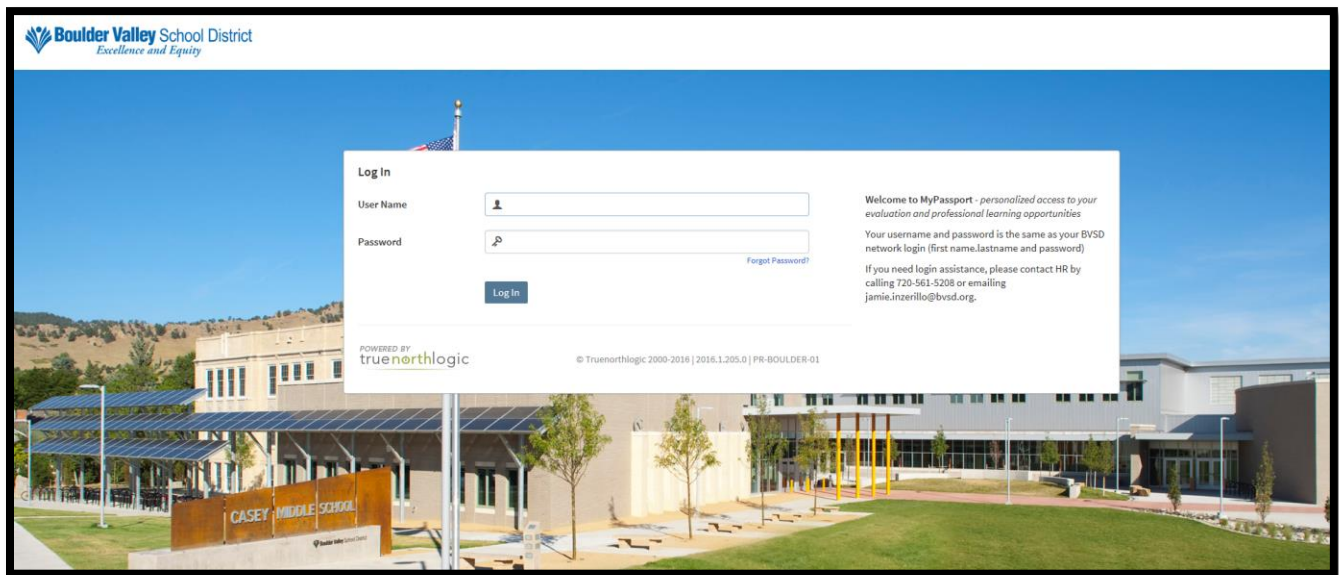 Boulder Valley School District
Excellence and Equity
Log In
User Name
Password
Forgot Password?
Log In
Welcome to MyPassport - personalized access to your
evaluation and professional learning opportunities
Your username and password is the same as your BVSD
network login (first name.lastname and password)
If you need login assistance, please contact HR by
calling 720-561-5208 or emailing
jamie.inzerillo@bvsd.org.
POWERED BY
truenorthlogic
© Truenorthlogic 2000-2016 | 2016.1.205.0 | PR-BOULDER-01
CASEY MIDDLE SCHOOL
Boulder Valley School District